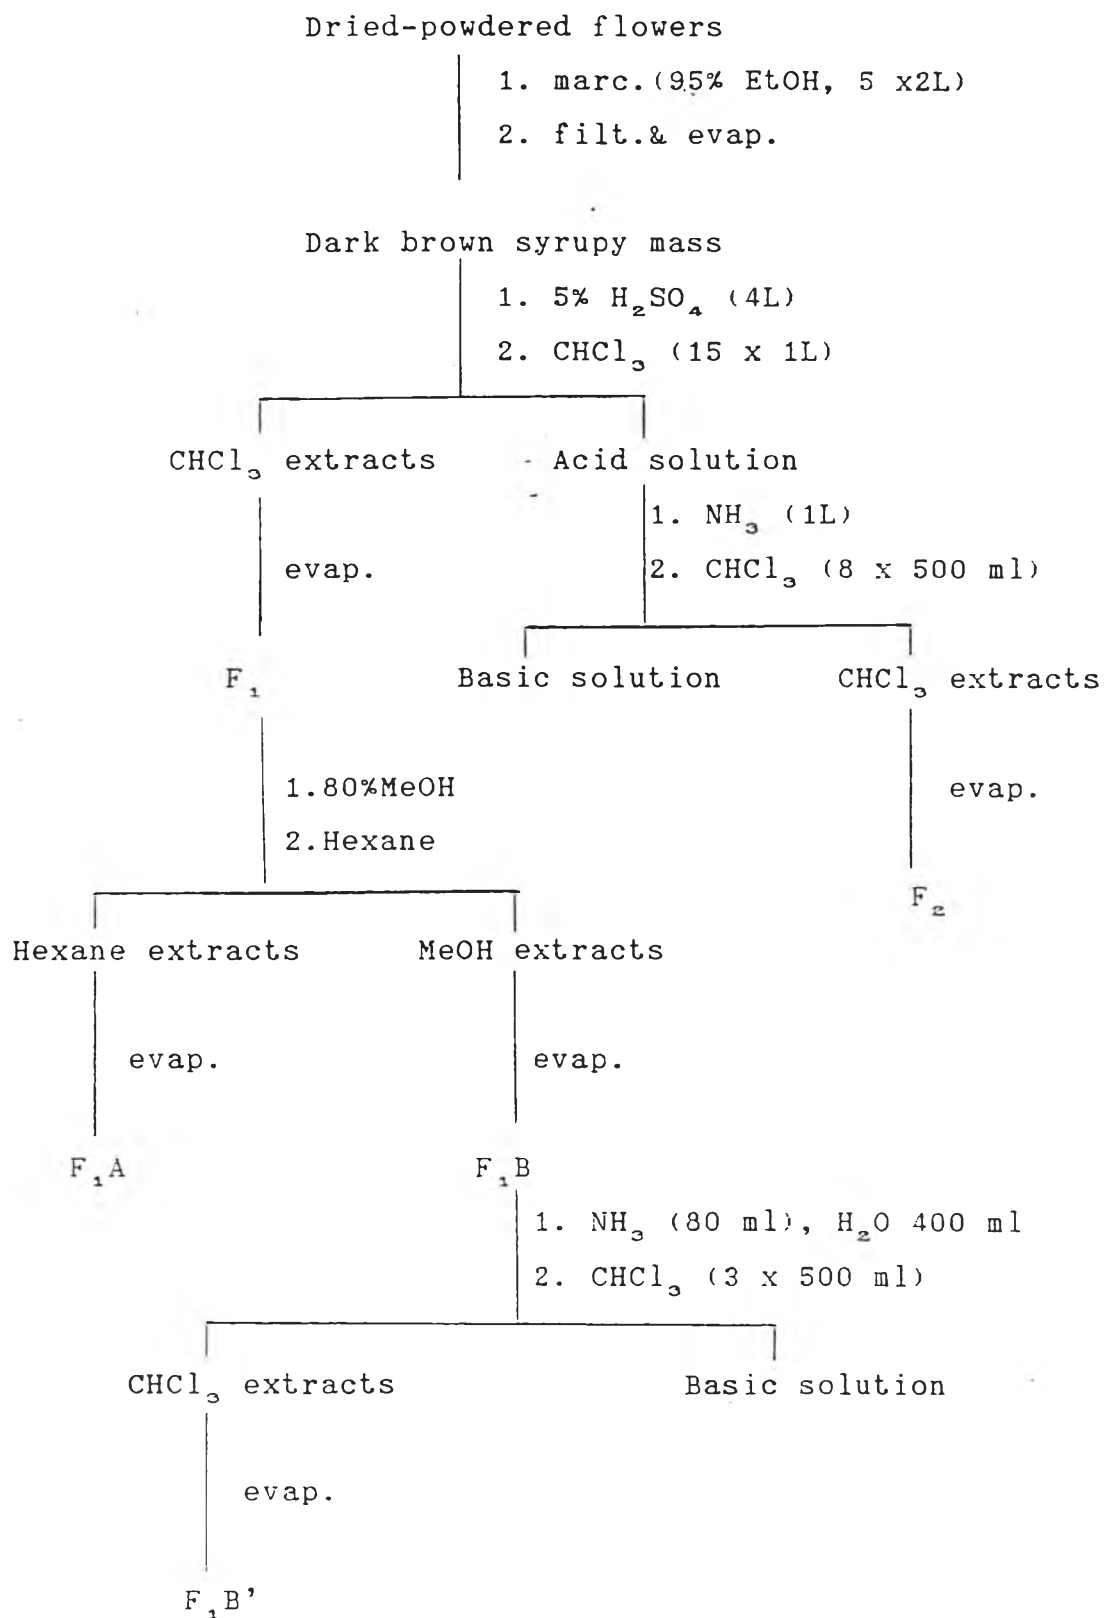 Dried-powdered flowers
1. marc.(95% EtOH, 5 x2L)
2. filt.& evap.
Dark brown syrupy mass
1. 5% H₂SO₄ (4L)
2. CHCl₃ (15 x 1L)
CHCl₃ extracts
Acid solution
1. NH₃ (1L)
2. CHCl₃ (8 x 500 ml)
evap.
F₁
Basic solution
CHCl₃ extracts
1.80%MeOH
2.Hexane
evap.
F₂
Hexane extracts
MeOH extracts
evap.
evap.
F₁A
F₁B
1. NH₃ (80 ml), H₂O 400 ml
2. CHCl₃ (3 x 500 ml)
CHCl₃ extracts
Basic solution
evap.
F₁B'